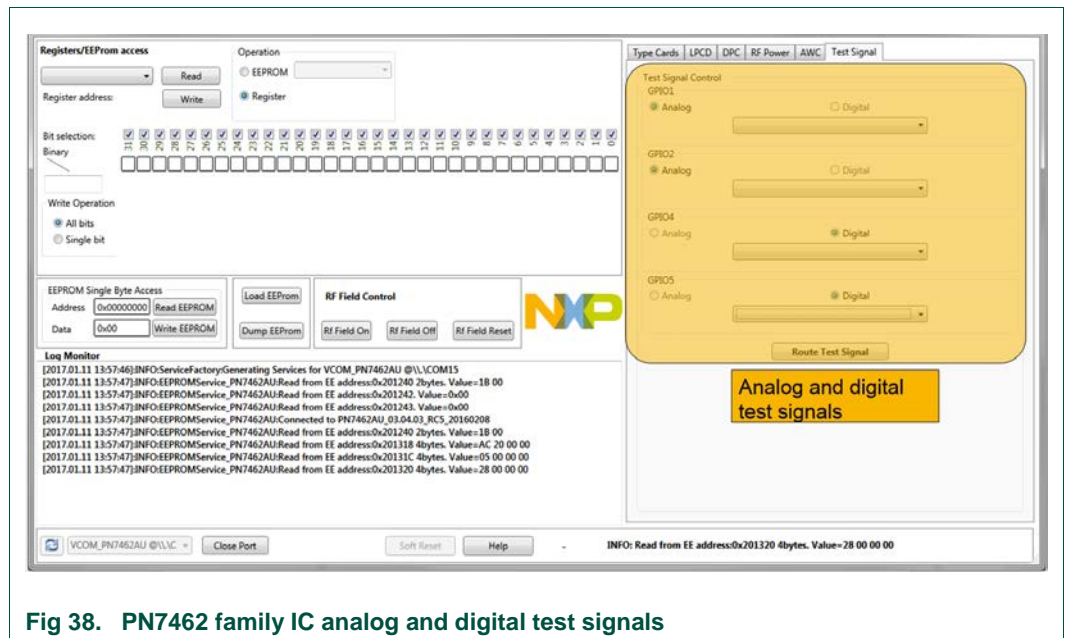 Registers/EEProm access
Read
Register address:
Write
Operation
EEPROM
Register
Bit selection:
31 30 29 28 27 26 25 24 23 22 21 20 19 18 17 16 15 14 13 12 11 10 9 8 7 6 5 4 3 2 1 0
Binary
Write Operation
All bits
Single bit
EEPROM Single Byte Access
Address 0x00000000 Read EEPROM
Data 0x00 Write EEPROM
Load EEProm
Dump EEProm
RF Field Control
Rf Field On Rf Field Off Rf Field Reset
NXP
Log Monitor
[2017.01.11 13:57:46]:INFO:ServiceFactory:Generating Services for VCOM_PN7462AU @\\.\COM15
[2017.01.11 13:57:47]:INFO:EEPROMService_PN7462AU:Read from EE address:0x201240 2bytes. Value=1B 00
[2017.01.11 13:57:47]:INFO:EEPROMService_PN7462AU:Read from EE address:0x201242. Value=0x00
[2017.01.11 13:57:47]:INFO:EEPROMService_PN7462AU:Read from EE address:0x201243. Value=0x00
[2017.01.11 13:57:47]:INFO:EEPROMService_PN7462AU:Connected to PN7462AU_03.04.03_RC5_20160208
[2017.01.11 13:57:47]:INFO:EEPROMService_PN7462AU:Read from EE address:0x201240 2bytes. Value=1B 00
[2017.01.11 13:57:47]:INFO:EEPROMService_PN7462AU:Read from EE address:0x201318 4bytes. Value=AC 20 00 00
[2017.01.11 13:57:47]:INFO:EEPROMService_PN7462AU:Read from EE address:0x20131C 4bytes. Value=05 00 00 00
[2017.01.11 13:57:47]:INFO:EEPROMService_PN7462AU:Read from EE address:0x201320 4bytes. Value=28 00 00 00
Type Cards LPCD DPC RF Power AWC Test Signal
Test Signal Control
GPIO1
Analog Digital
GPIO2
Analog Digital
GPIO4
Analog Digital
GPIO5
Analog Digital
Route Test Signal
Analog and digital
test signals
VCOM_PN7462AU @\\.\C Close Port Soft Reset Help - INFO: Read from EE address:0x201320 4bytes. Value=28 00 00 00
Fig 38. PN7462 family IC analog and digital test signals